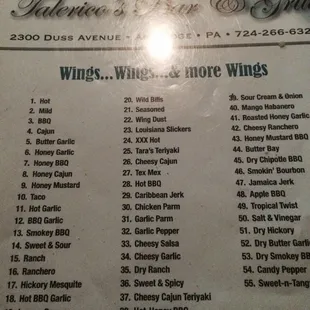 Talerico's Bar & Grill
2300 Duss Avenue • • PA • 724-266-632
Wings...Wings...& more Wings
1. Hot
2. Mild
3. BBQ
4. Cajun
5. Butter Garlic
6. Honey Garlic
7. Honey BBQ
8. Honey Cajun
9. Honey Mustard
10. Taco
11. Hot Garlic
12. BBQ Garlic
13. Smokey BBQ
14. Sweet & Sour
15. Ranch
16. Ranchero
17. Hickory Mesquite
18. Hot BBQ Garlic
20. Wild Bills
21. Seasoned
22. Wing Dust
23. Louisiana Slickers
24. XXX Hot
25. Tara's Teriyaki
26. Cheesy Cajun
27. Tex Mex
28. Hot BBQ
29. Caribbean Jerk
30. Chicken Parm
31. Garlic Parm
32. Garlic Pepper
33. Cheesy Salsa
34. Cheesy Garlic
35. Dry Ranch
36. Sweet & Spicy
37. Cheesy Cajun Teriyaki
39. Sour Cream & Onion
40. Mango Habanero
41. Roasted Honey Garlic
42. Cheesy Ranchero
43. Honey Mustard BBQ
44. Butter Bay
45. Dry Chipotle BBQ
46. Smokin' Bourbon
47. Jamaica Jerk
48. Apple BBQ
49. Tropical Twist
50. Salt & Vinegar
51. Dry Hickory
52. Dry Butter Garlic
53. Dry Smokey BB
54. Candy Pepper
55. Sweet-n-Tang